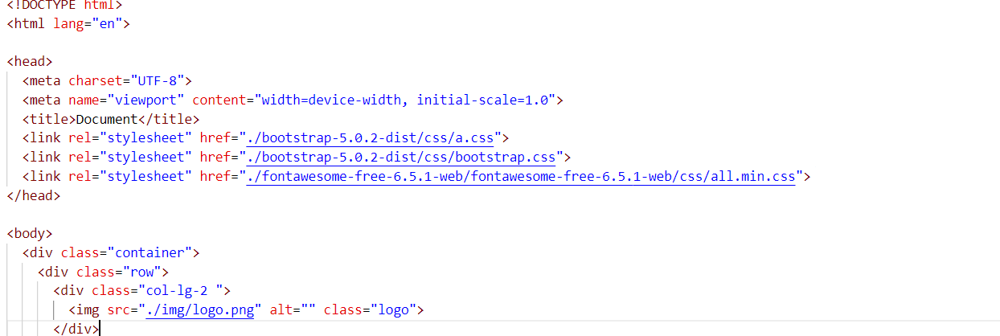 <!DOCTYPE html>
<html lang="en">
<head>
<meta charset="UTF-8">
<meta name="viewport" content="width=device-width, initial-scale=1.0">
<title>Document</title>
<link rel="stylesheet" href="./bootstrap-5.0.2-dist/css/a.css">
<link rel="stylesheet" href="./bootstrap-5.0.2-dist/css/bootstrap.css">
<link rel="stylesheet" href="./fontawesome-free-6.5.1-web/fontawesome-free-6.5.1-web/css/all.min.css">
</head>
<body>
<div class="container">
<div class="row">
<div class="col-lg-2 ">
<img src="./img/logo.png" alt="" class="logo">
</div>